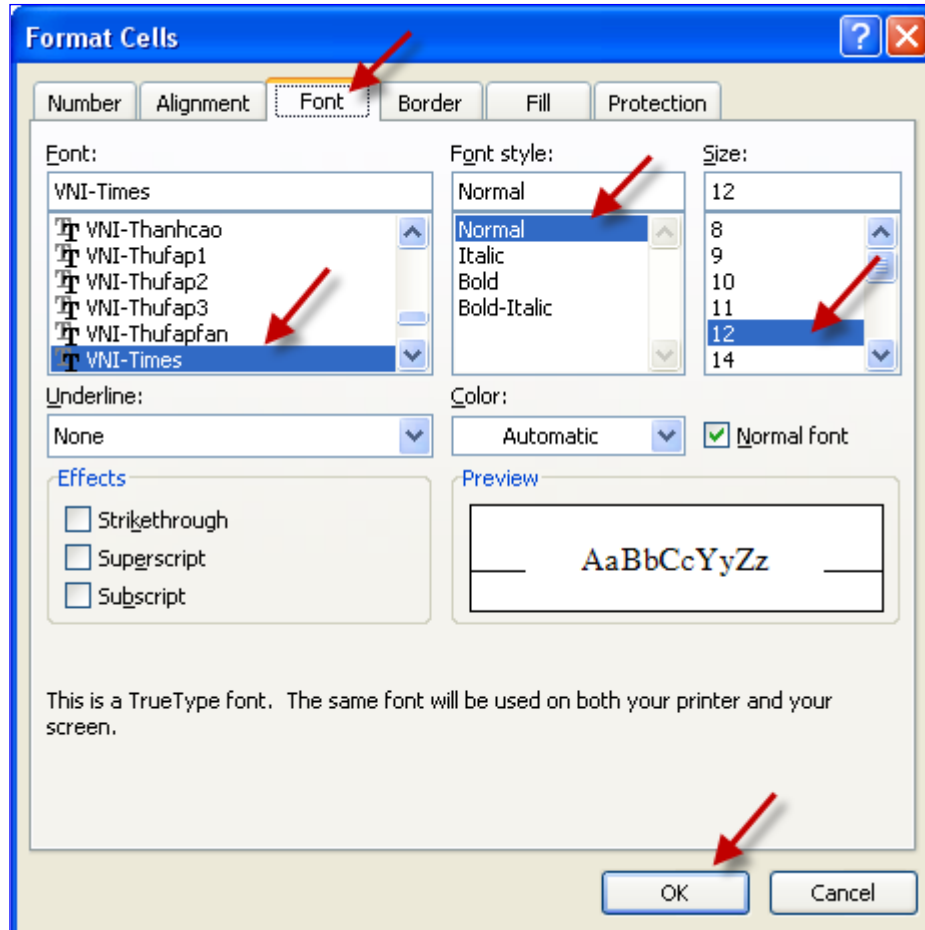 Format Cells
Number Alignment Font Border Fill Protection
Font: Font style: Size:
VNI-Times Normal 12
VNI-Thanhcao Normal 8
VNI-Thufap1 Italic 9
VNI-Thufap2 Bold 10
VNI-Thufap3 Bold-Italic 11
VNI-Thufapfan 12
VNI-Times 14
Underline: Color:
None Automatic Normal font
Effects Preview
Strikethrough
Superscript
Subscript
AaBbCcYyZz
This is a TrueType font. The same font will be used on both your printer and your
screen.
OK Cancel